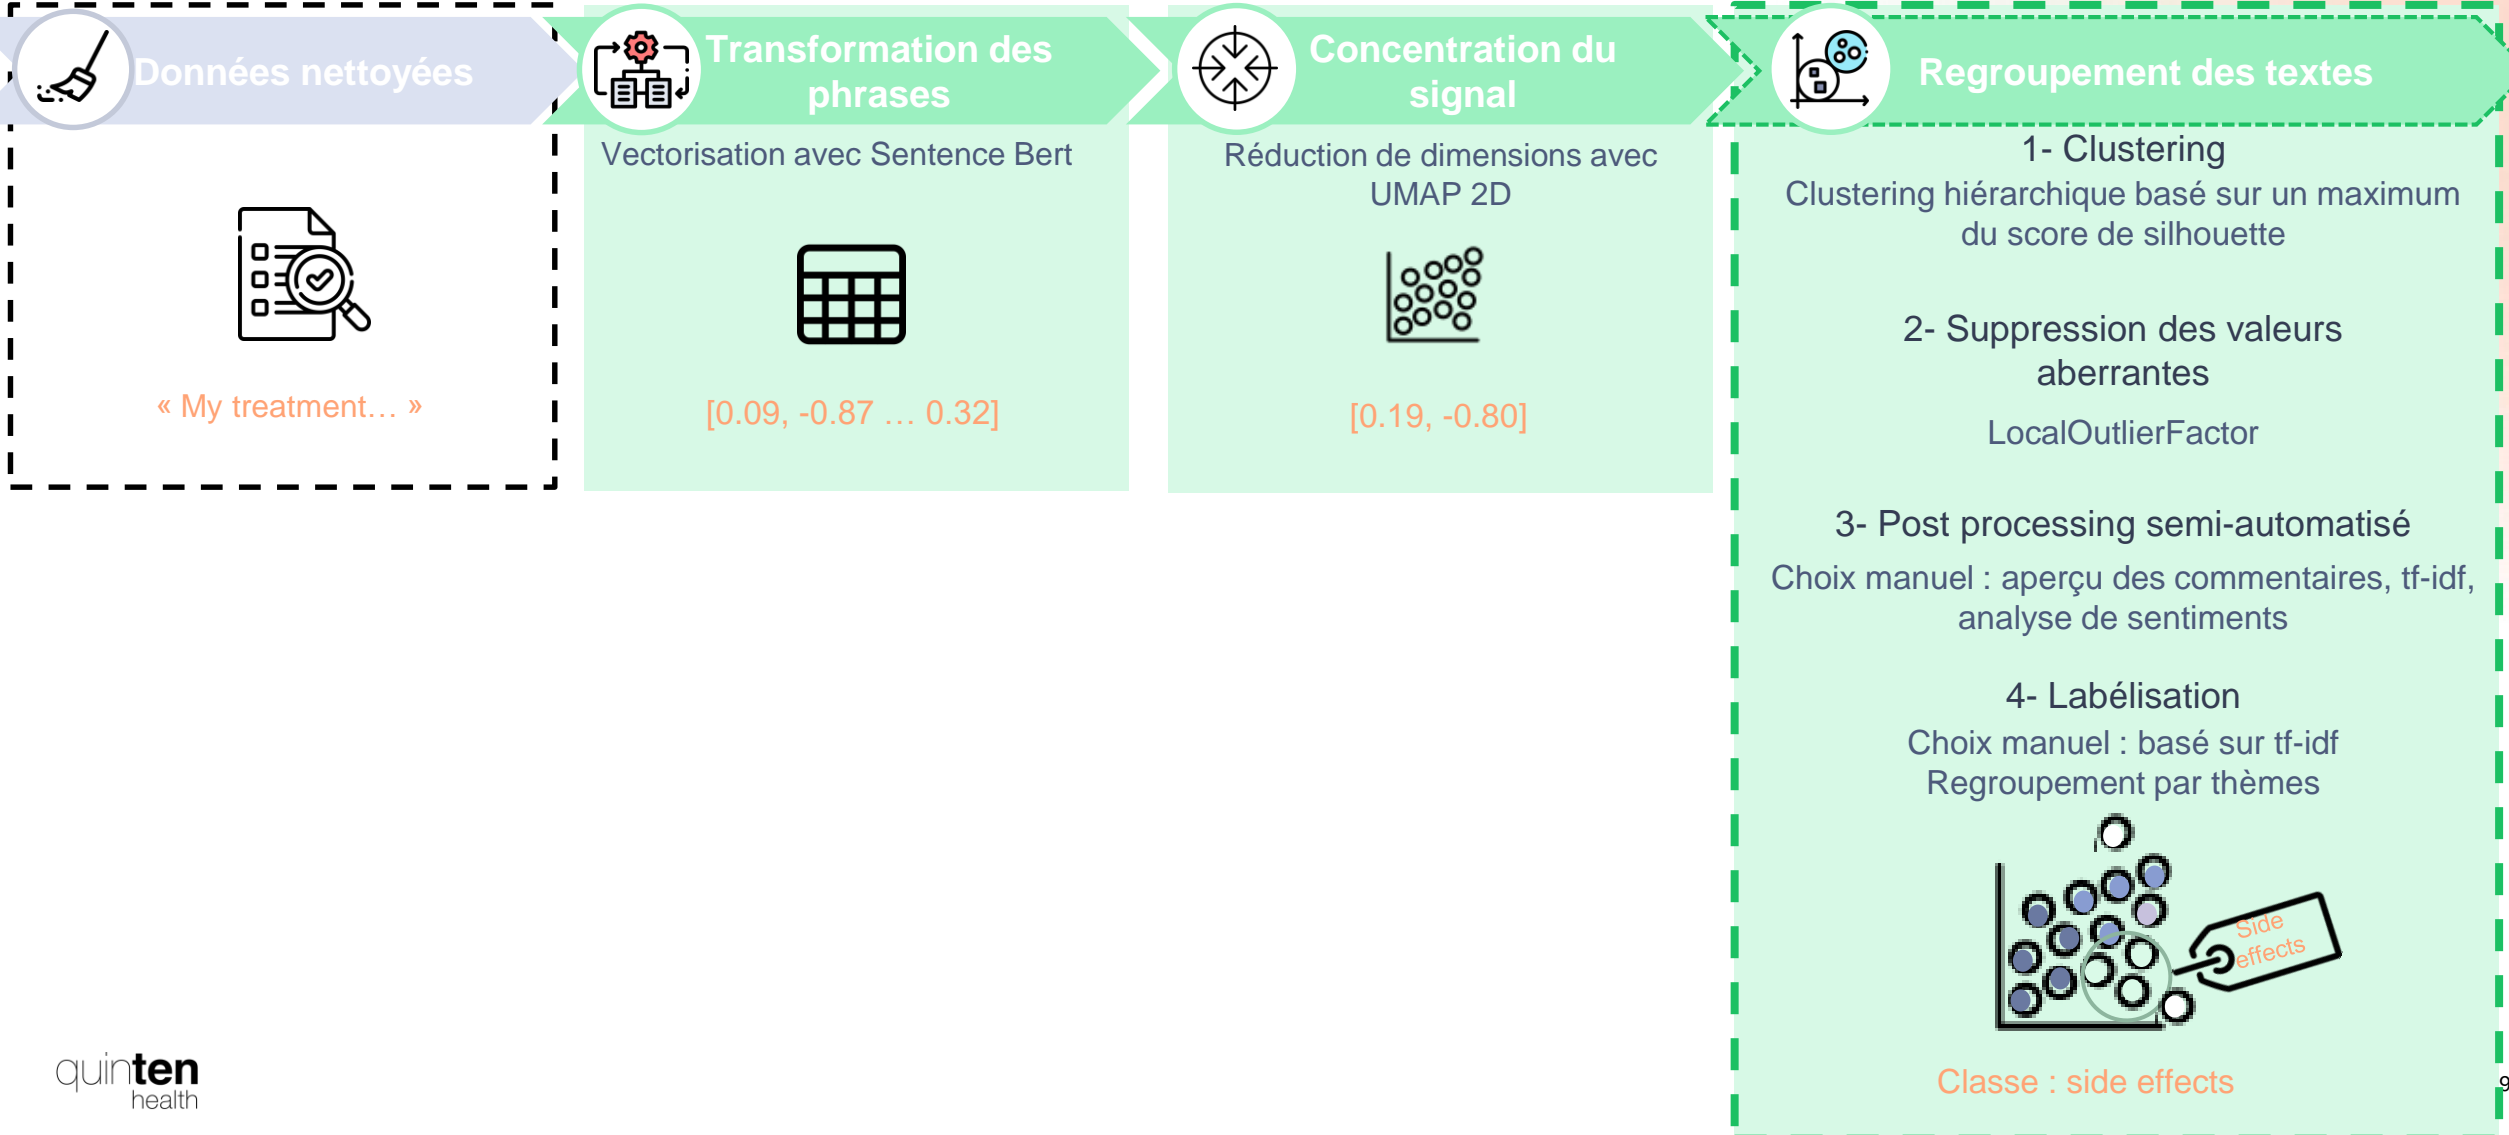 Données nettoyées
« My treatment... »
Transformation des
phrases
Vectorisation avec Sentence Bert
[0.09, -0.87 ... 0.32]
Concentration du
signal
Réduction de dimensions avec
UMAP 2D
[0.19, -0.80]
Regroupement des textes
1- Clustering
Clustering hiérarchique basé sur un maximum
du score de silhouette
2- Suppression des valeurs
aberrantes
LocalOutlierFactor
3- Post processing semi-automatisé
Choix manuel : aperçu des commentaires, tf-idf,
analyse de sentiments
4- Labélisation
Choix manuel : basé sur tf-idf
Regroupement par thèmes
Side
effects
Classe : side effects
quinten
health
9